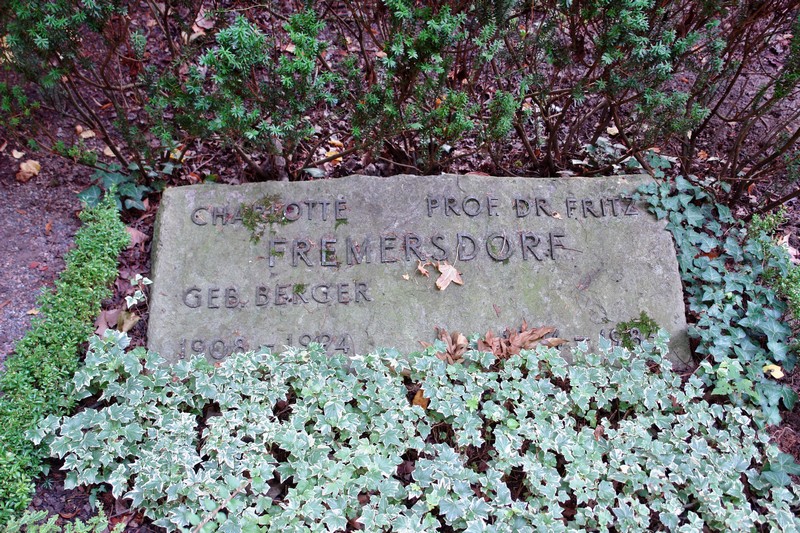 CHARLOTTE PROF. DR. FRITZ
FREMERSDORF
GEB. BERGER